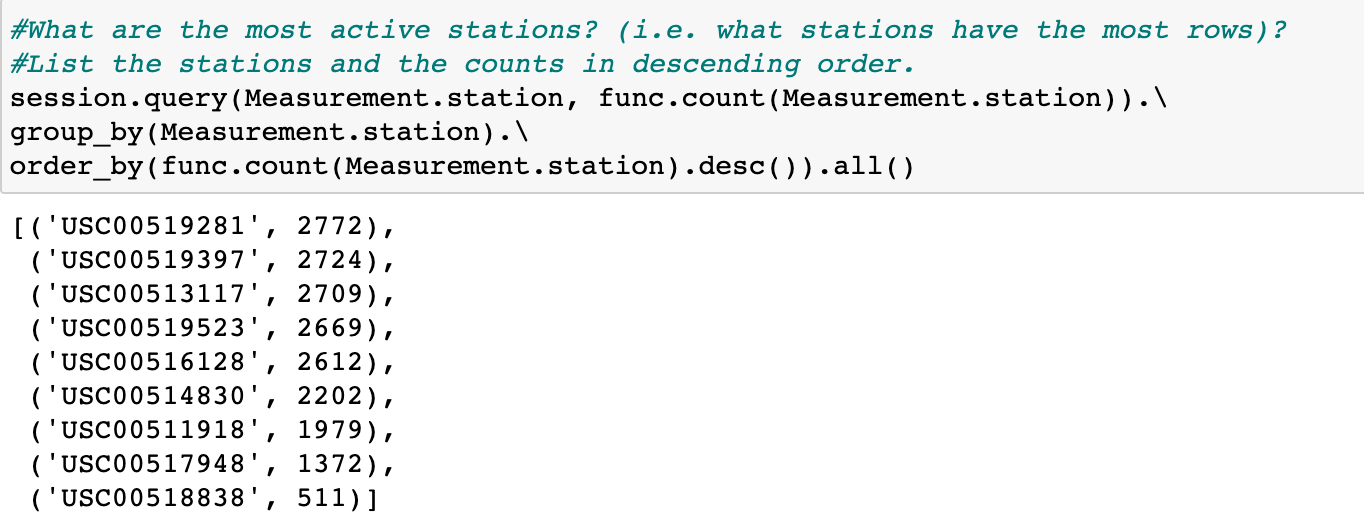 #What are the most active stations? (i.e. what stations have the most rows)?
#List the stations and the counts in descending order.
session.query(Measurement.station, func.count(Measurement.station)).\
group_by(Measurement.station).\
order_by(func.count(Measurement.station).desc()).all()
[('USC00519281', 2772),
 ('USC00519397', 2724),
 ('USC00513117', 2709),
 ('USC00519523', 2669),
 ('USC00516128', 2612),
 ('USC00514830', 2202),
 ('USC00511918', 1979),
 ('USC00517948', 1372),
 ('USC00518838', 511)]